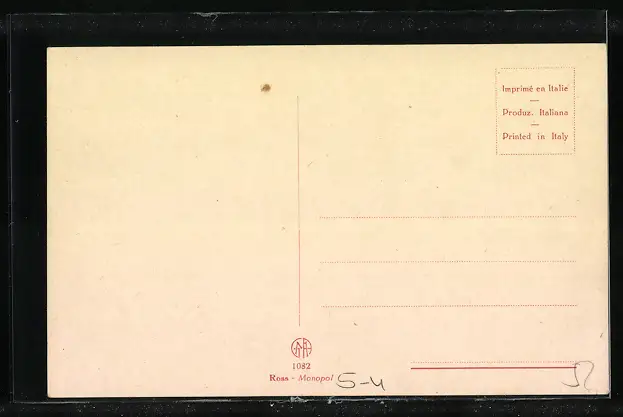 Imprimé en Italie
Produz. Italiana
Printed in Italy
1082
Ross - Monopol
5-4